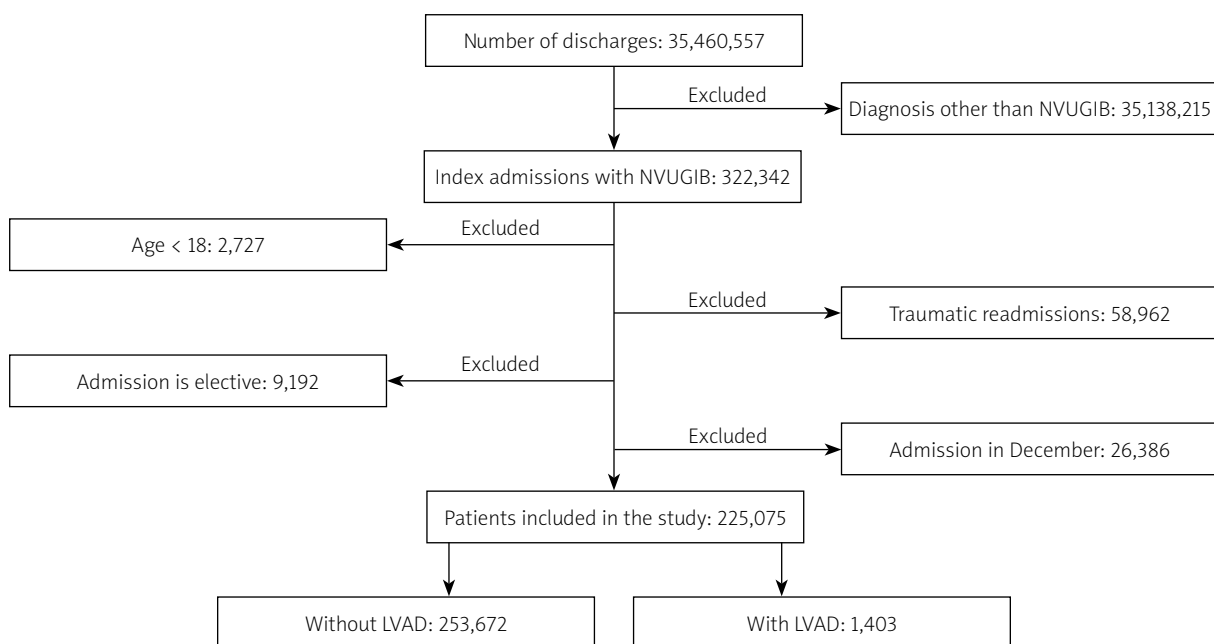 Number of discharges: 35,460,557
Excluded
Diagnosis other than NVUGIB: 35,138,215
Index admissions with NVUGIB: 322,342
Excluded
Age < 18: 2,727
Excluded
Traumatic readmissions: 58,962
Excluded
Admission is elective: 9,192
Excluded
Admission in December: 26,386
Patients included in the study: 225,075
Without LVAD: 253,672
With LVAD: 1,403